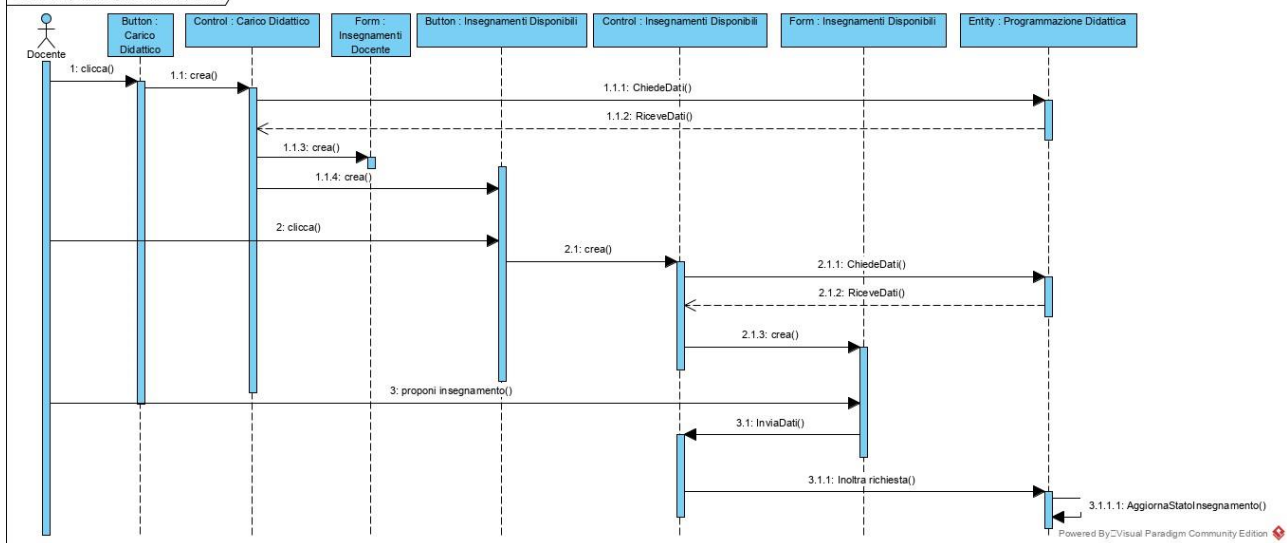 Button :
Carico
Didattico
Control : Carico Didattico
Form :
Insegnamenti
Docente
Button : Insegnamenti Disponibili
Control : Insegnamenti Disponibili
Form : Insegnamenti Disponibili
Entity : Programmazione Didattica
Docente
1: clicca()
1.1: crea()
1.1.1: ChiedeDati()
1.1.2: RiceveDati()
1.1.3: crea()
1.1.4: crea()
2: clicca()
2.1: crea()
2.1.1: ChiedeDati()
2.1.2: RiceveDati()
2.1.3: crea()
3: proponi insegnamento()
3.1: InviaDati()
3.1.1: Inoltra richiesta()
3.1.1.1: AggiornaStatoInsegnamento()
Powered By Visual Paradigm Community Edition